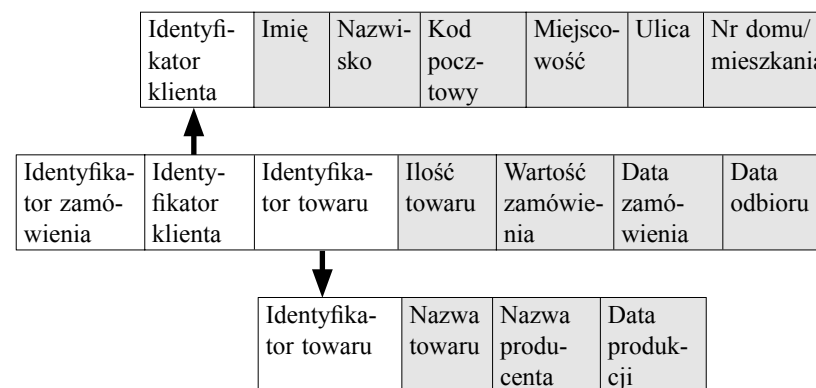 Identyfi- Imię Nazwi- Kod Miejsco- Ulica Nr domu/
kator sko pocz- wość mieszkania
klienta towy
Identyfika- Identy- Identyfika- Ilość Wartość Data Data
tor zamó- fikator tor towaru towaru zamówie- zamó- odbioru
wienia klienta nia wienia
Identyfika- Nazwa Nazwa Data
tor towaru towaru produ- produk-
centa cji